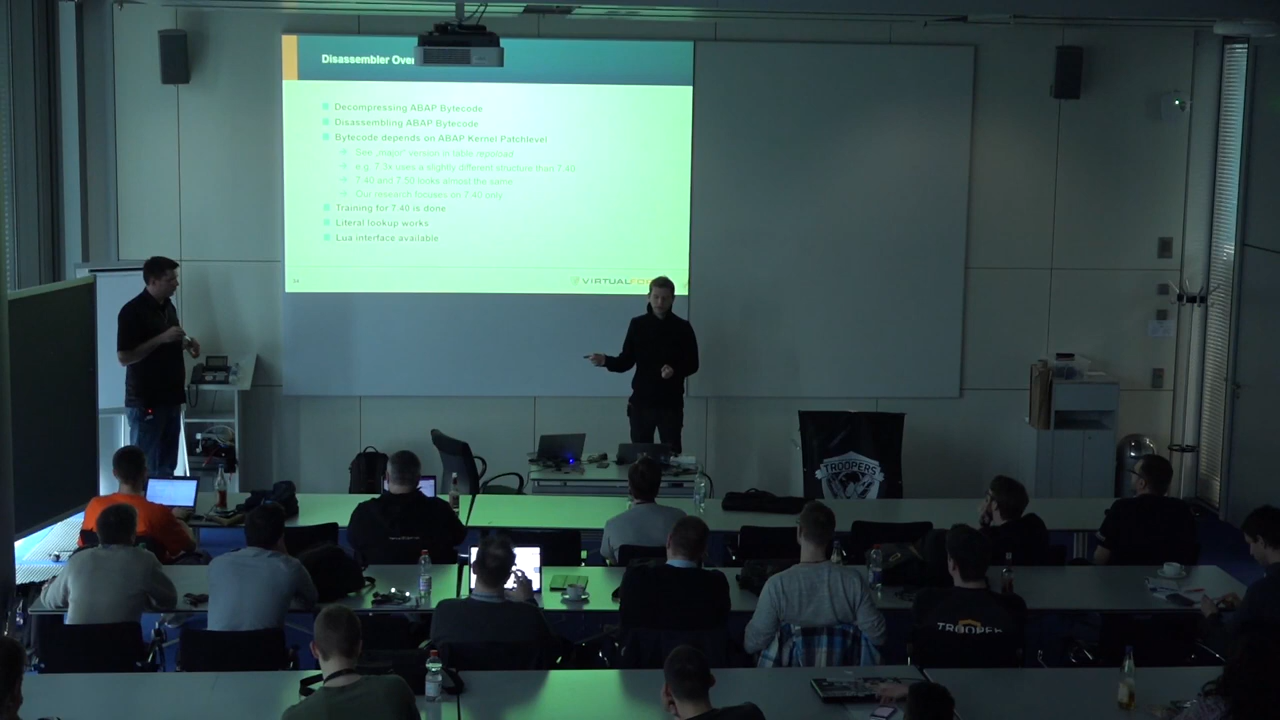 Disassembler Over
Decompressing ABAP Bytecode
Disassembling ABAP Bytecode
Bytecode depends on ABAP Kernel Patchlevel
See „major" version in table repoload
e.g. 7.3x uses a slightly different structure than 7.40
7.40 and 7.50 looks almost the same
Our research focuses on 7.40 only
Training for 7.40 is done
Literal lookup works
Lua interface available
VIRTUALFO
TROOPERS
TROOPER